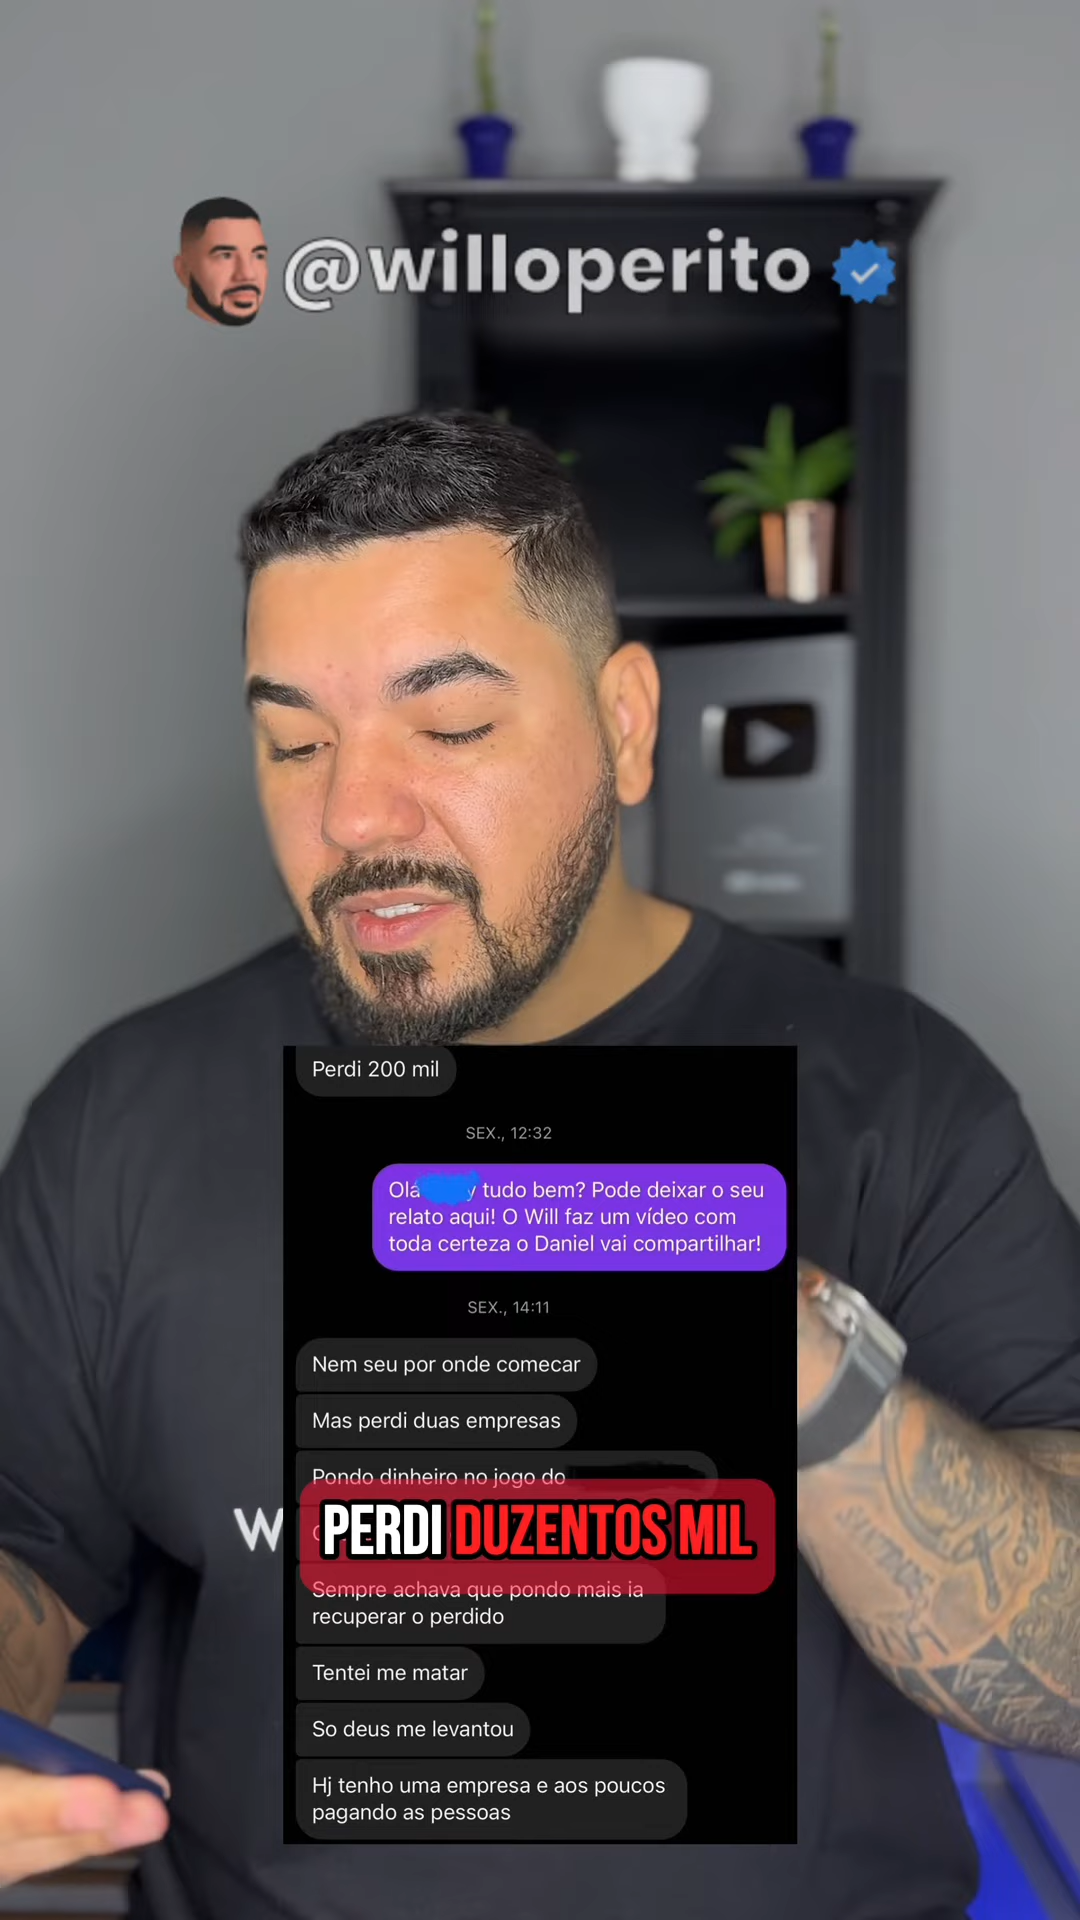 @willoperito
Perdi 200 mil
SEX., 12:32
Olá y tudo bem? Pode deixar o seu
relato aqui! O Will faz um vídeo com
toda certeza o Daniel vai compartilhar!
SEX., 14:11
Nem seu por onde comecar
Mas perdi duas empresas
Pondo dinheiro no jogo do
W
PERDI DUZENTOS MIL
Sempre achava que pondo mais ia
recuperar o perdido
Tentei me matar
So deus me levantou
Hj tenho uma empresa e aos poucos
pagando as pessoas